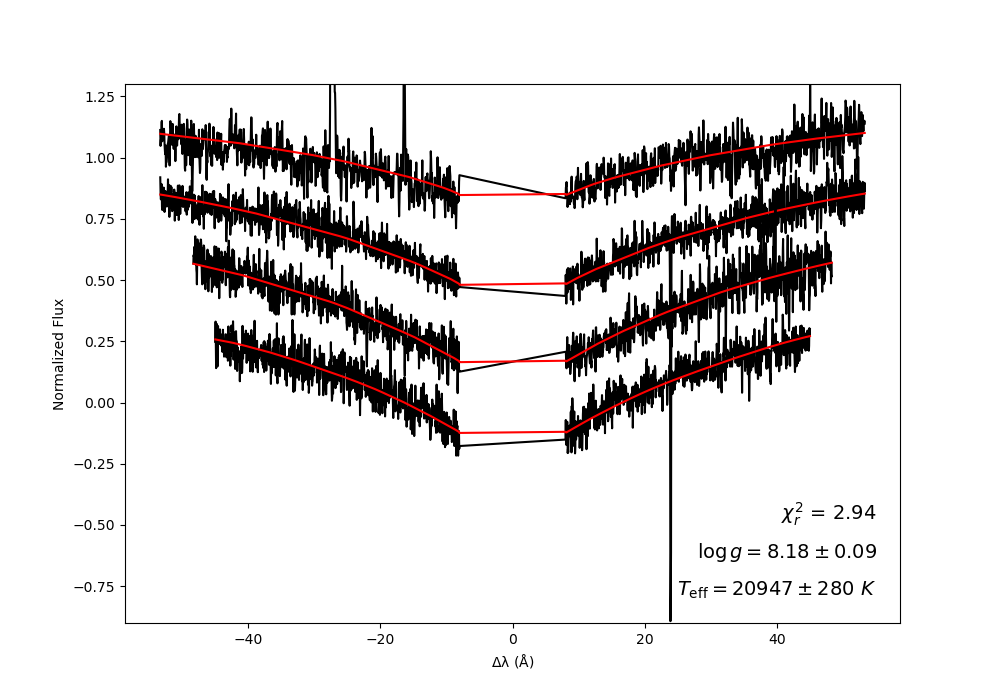 1.25
1.00
0.75
0.50
0.25
0.00
−0.25
−0.50
−0.75
Normalized Flux
−40
−20
0
20
40
Δλ (Å)
χ²ᵣ = 2.94
log g = 8.18 ± 0.09
T_eff = 20947 ± 280 K